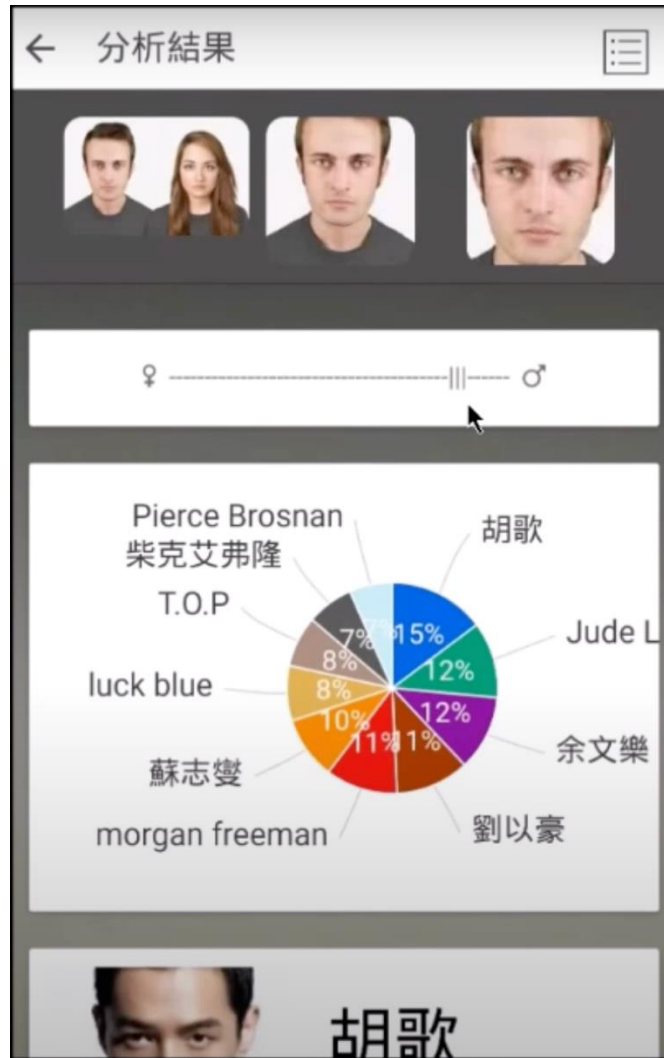 分析結果
♀ ♂
Pierce Brosnan
胡歌
柴克艾弗隆
T.O.P
Jude L
7%
7%
15%
8%
12%
luck blue
8%
12%
10%
11%
11%
余文樂
蘇志燮
morgan freeman
劉以豪
胡歌